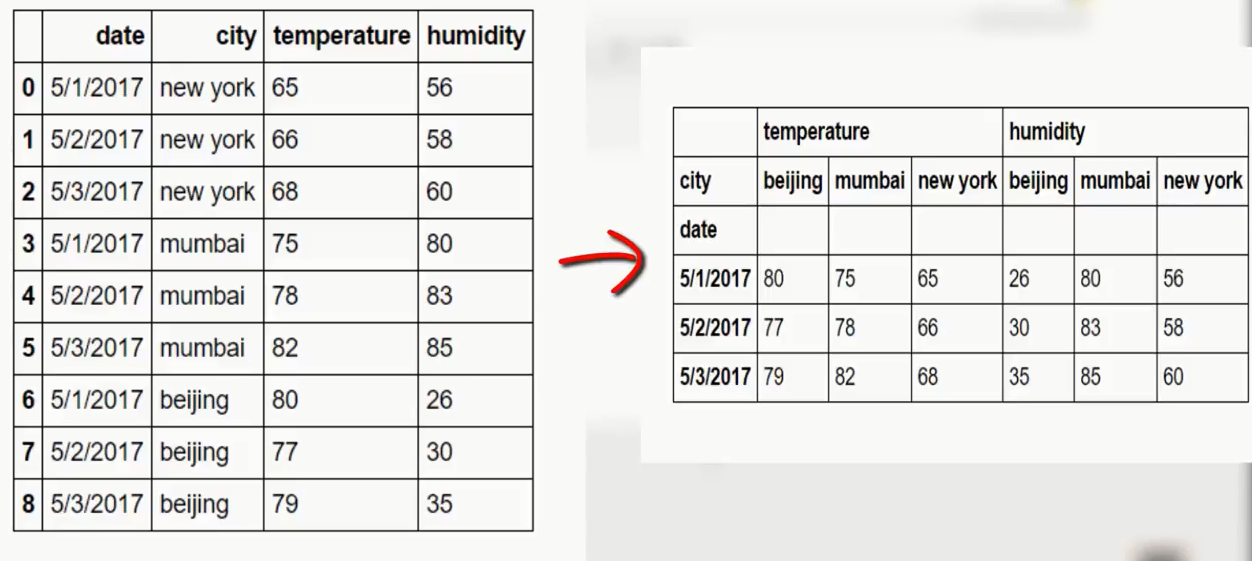 date city temperature humidity
0 5/1/2017 new york 65 56
1 5/2/2017 new york 66 58
2 5/3/2017 new york 68 60
3 5/1/2017 mumbai 75 80
4 5/2/2017 mumbai 78 83
5 5/3/2017 mumbai 82 85
6 5/1/2017 beijing 80 26
7 5/2/2017 beijing 77 30
8 5/3/2017 beijing 79 35
temperature humidity
city beijing mumbai new york beijing mumbai new york
date
5/1/2017 80 75 65 26 80 56
5/2/2017 77 78 66 30 83 58
5/3/2017 79 82 68 35 85 60